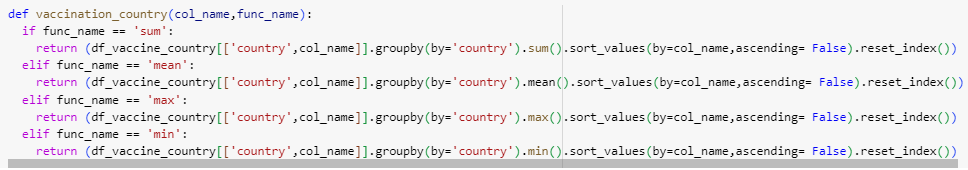 def vaccination_country(col_name,func_name):
  if func_name == 'sum':
    return (df_vaccine_country[['country',col_name]].groupby(by='country').sum().sort_values(by=col_name,ascending= False).reset_index())
  elif func_name == 'mean':
    return (df_vaccine_country[['country',col_name]].groupby(by='country').mean().sort_values(by=col_name,ascending= False).reset_index())
  elif func_name == 'max':
    return (df_vaccine_country[['country',col_name]].groupby(by='country').max().sort_values(by=col_name,ascending= False).reset_index())
  elif func_name == 'min':
    return (df_vaccine_country[['country',col_name]].groupby(by='country').min().sort_values(by=col_name,ascending= False).reset_index())